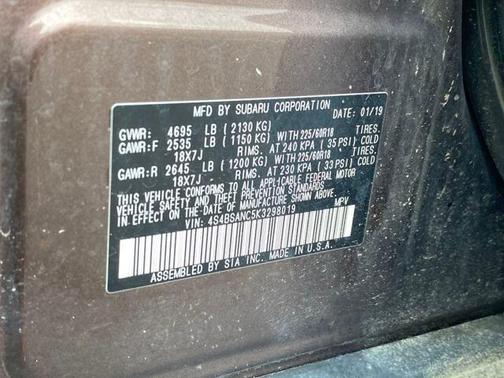 MFD BY SUBARU CORPORATION
DATE: 01/19
GVWR: 4695 LB ( 2130 KG)
GAWR:F 2535 LB ( 1150 KG) WITH 225/60R18 TIRES.
18X7J RIMS. AT 240 KPA ( 35 PSI) COLD
GAWR:R 2645 LB ( 1200 KG) WITH 225/60R18 TIRES.
18X7J RIMS. AT 230 KPA ( 33 PSI) COLD
THIS VEHICLE CONFORMS TO ALL APPLICABLE FEDERAL MOTOR
VEHICLE SAFETY AND THEFT PREVENTION STANDARDS IN
EFFECT ON THE DATE OF MANUFACTURE SHOWN ABOVE.
VIN: 4S4BSANC5K3298019 MPV
ASSEMBLED BY SIA INC. MADE IN U.S.A.